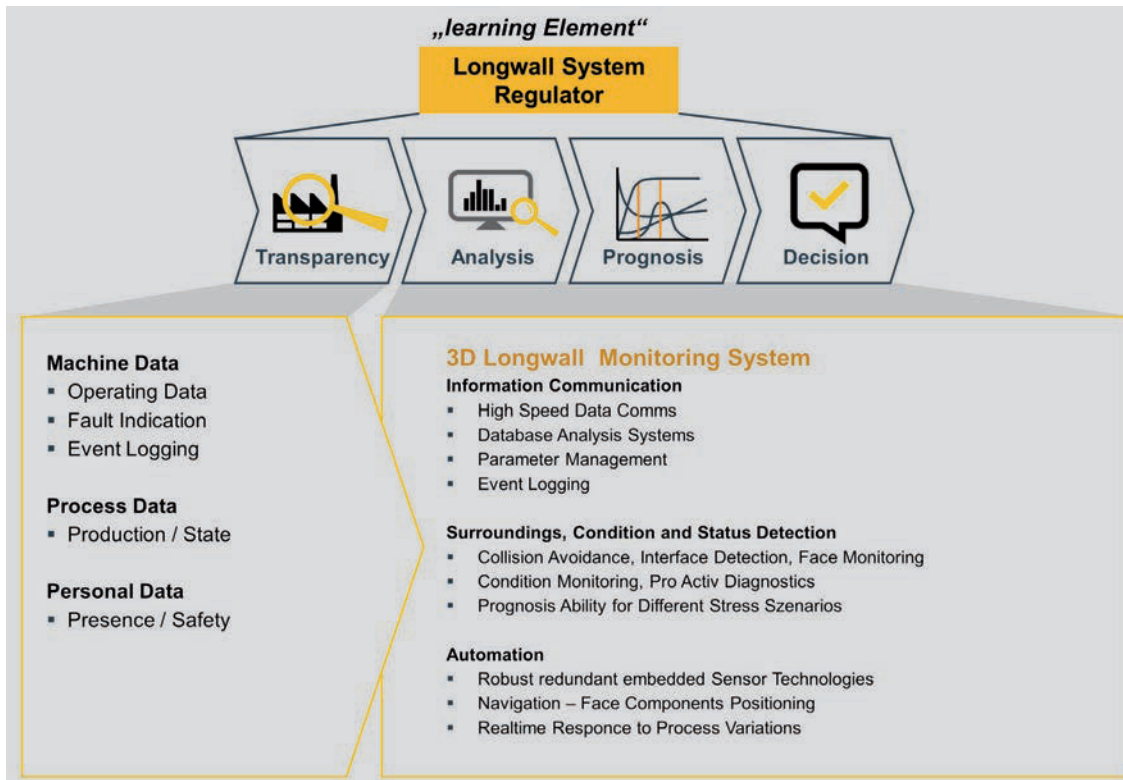 „learning Element“
Longwall System
Regulator
Transparency
Analysis
Prognosis
Decision
Machine Data
▪ Operating Data
▪ Fault Indication
▪ Event Logging
Process Data
▪ Production / State
Personal Data
▪ Presence / Safety
3D Longwall Monitoring System
Information Communication
▪ High Speed Data Comms
▪ Database Analysis Systems
▪ Parameter Management
▪ Event Logging
Surroundings, Condition and Status Detection
▪ Collision Avoidance, Interface Detection, Face Monitoring
▪ Condition Monitoring, Pro Activ Diagnostics
▪ Prognosis Ability for Different Stress Szenarios
Automation
▪ Robust redundant embedded Sensor Technologies
▪ Navigation – Face Components Positioning
▪ Realtime Responce to Process Variations